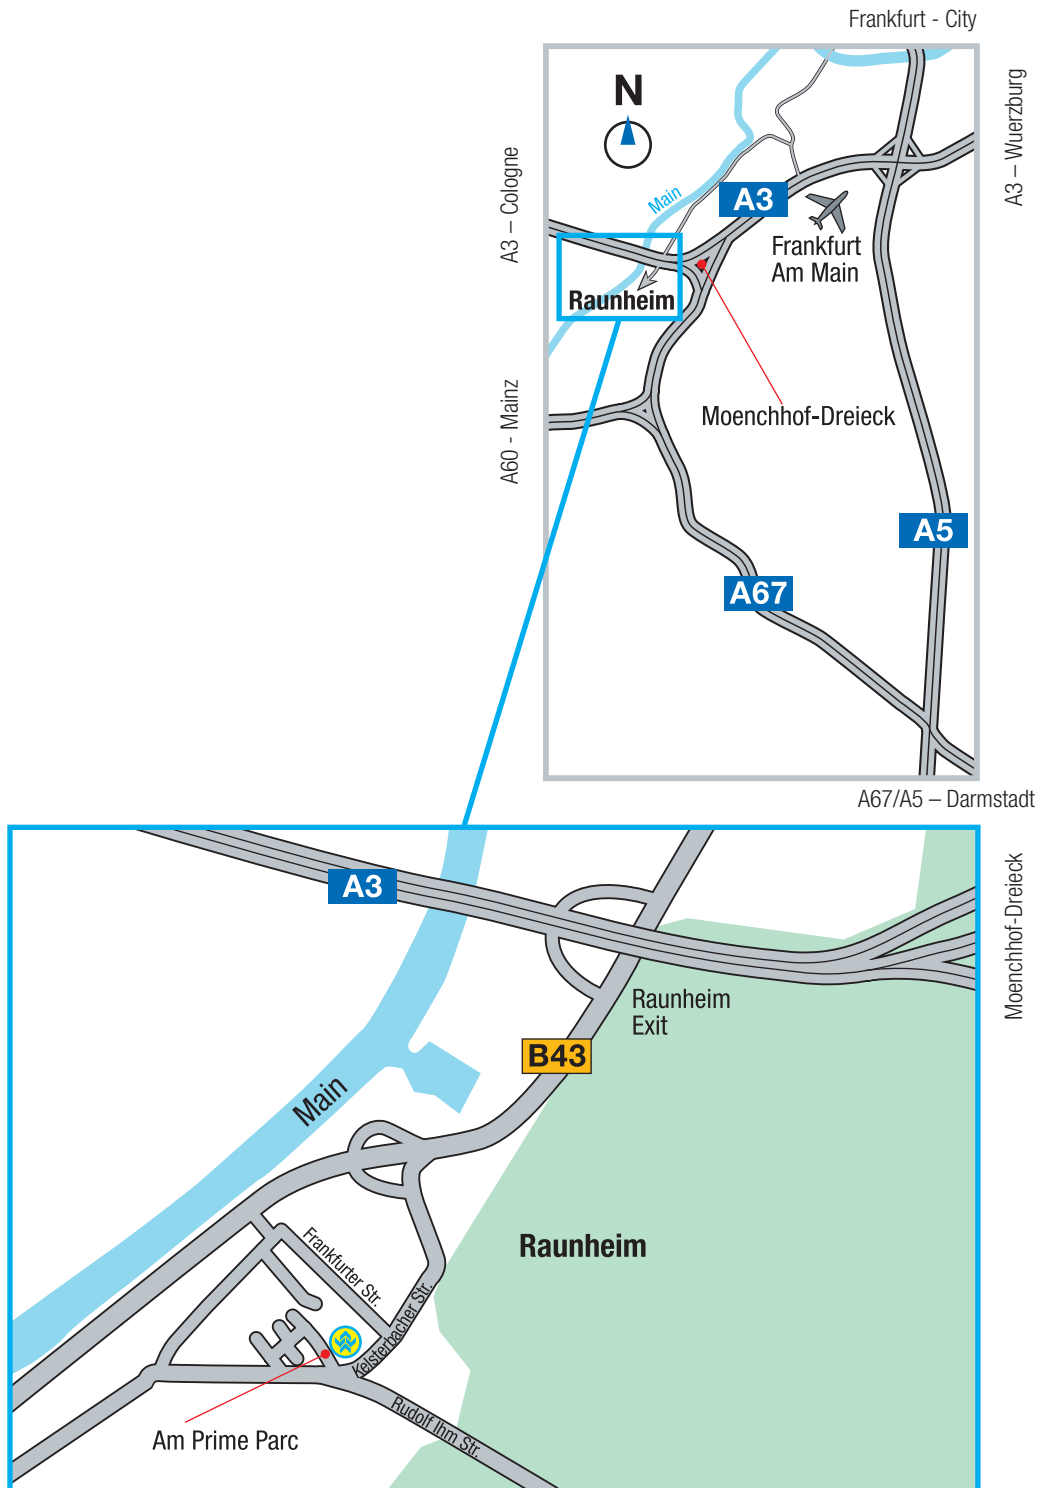 Frankfurt - City
N
A3 – Wuerzburg
A3 – Cologne
Main
A3
Frankfurt
Am Main
Raunheim
A60 - Mainz
Moenchhof-Dreieck
A5
A67
A67/A5 – Darmstadt
A3
Moenchhof-Dreieck
Raunheim
Exit
B43
Main
Raunheim
Frankfurter Str.
Kelsterbacher Str.
Rudolf Ihm Str.
Am Prime Parc